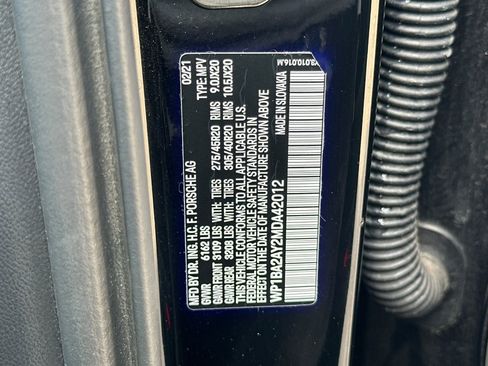 MFD BY DR. ING. H.C. F. PORSCHE AG 02/21
GVWR 6162 LBS TYPE: MPV
GAWR FRONT 3109 LBS WITH: TIRES 275/45R20 RIMS 9.0JX20
GAWR REAR 3208 LBS WITH: TIRES 305/40R20 RIMS 10.5JX20
THIS VEHICLE CONFORMS TO ALL APPLICABLE U.S.
FEDERAL MOTOR VEHICLE SAFETY STANDARDS IN
EFFECT ON THE DATE OF MANUFACTURE SHOWN ABOVE
WP1BA2AY2MDA42012 MADE IN SLOVAKIA